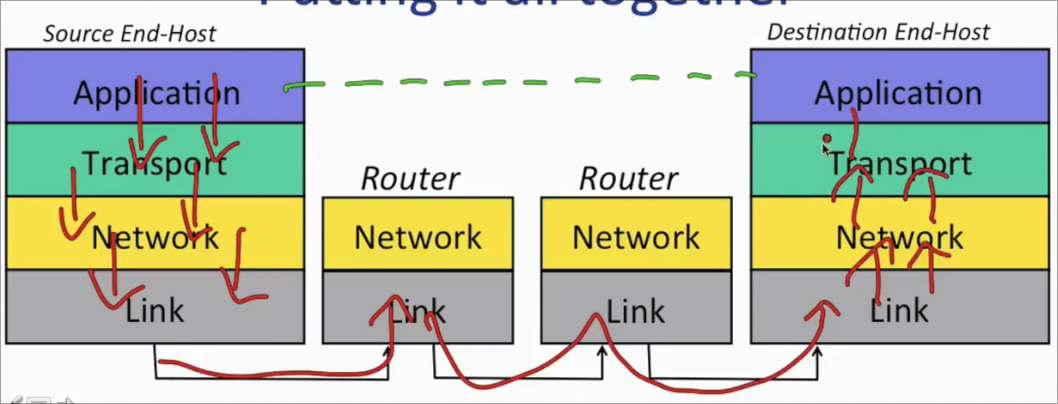 Putting it all together
Source End-Host
Destination End-Host
Application
Application
Transport
Transport
Router
Router
Network
Network
Network
Network
Link
Link
Link
Link